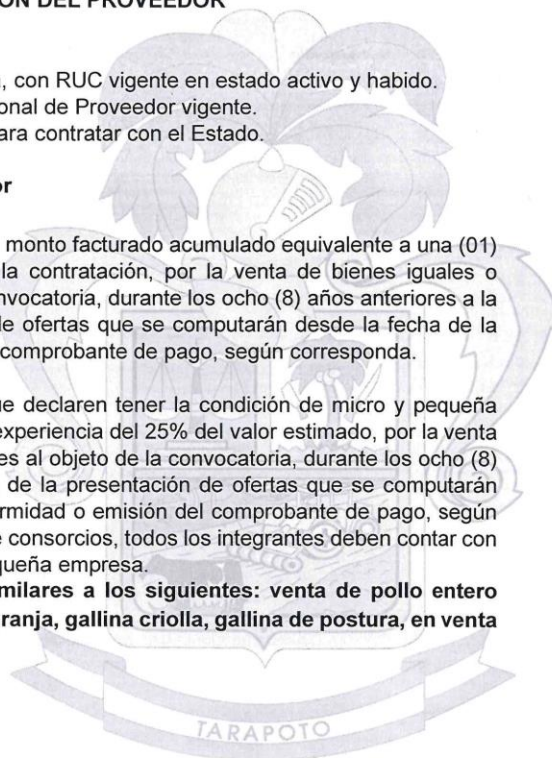 ÓN DEL PROVEEDOR
, con RUC vigente en estado activo y habido.
onal de Proveedor vigente.
ara contratar con el Estado.
or
monto facturado acumulado equivalente a una (01)
la contratación, por la venta de bienes iguales o
nvocatoria, durante los ocho (8) años anteriores a la
de ofertas que se computarán desde la fecha de la
comprobante de pago, según corresponda.
ue declaren tener la condición de micro y pequeña
experiencia del 25% del valor estimado, por la venta
es al objeto de la convocatoria, durante los ocho (8)
de la presentación de ofertas que se computarán
rmidad o emisión del comprobante de pago, según
e consorcios, todos los integrantes deben contar con
queña empresa.
milares a los siguientes: venta de pollo entero
ranja, gallina criolla, gallina de postura, en venta
TARAPOTO